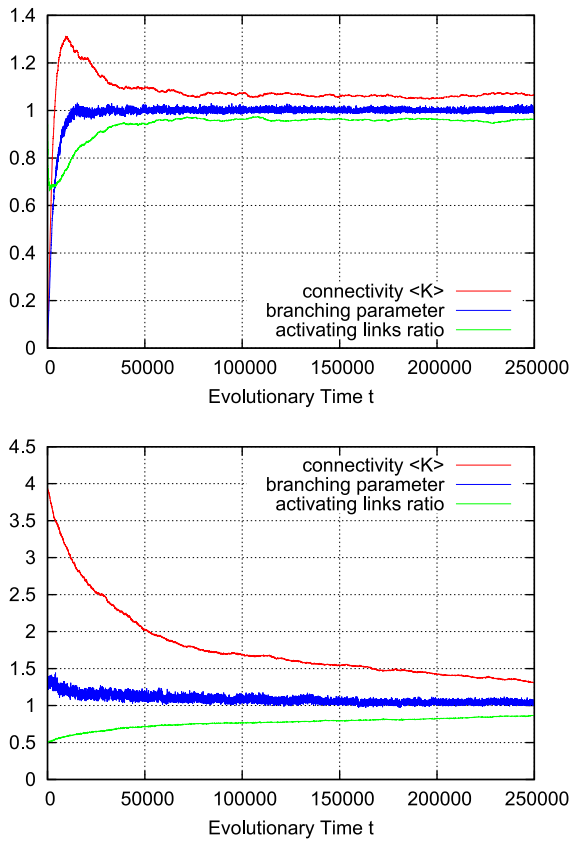 1.4
1.2
1
0.8
0.6
0.4
0.2
0
connectivity <K>
branching parameter
activating links ratio
0 50000 100000 150000 200000 250000
Evolutionary Time t
4.5
4
3.5
3
2.5
2
1.5
1
0.5
0
connectivity <K>
branching parameter
activating links ratio
0 50000 100000 150000 200000 250000
Evolutionary Time t